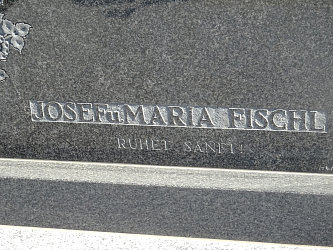 JOSEF u MARIA FISCHL
RUHET SANFT!